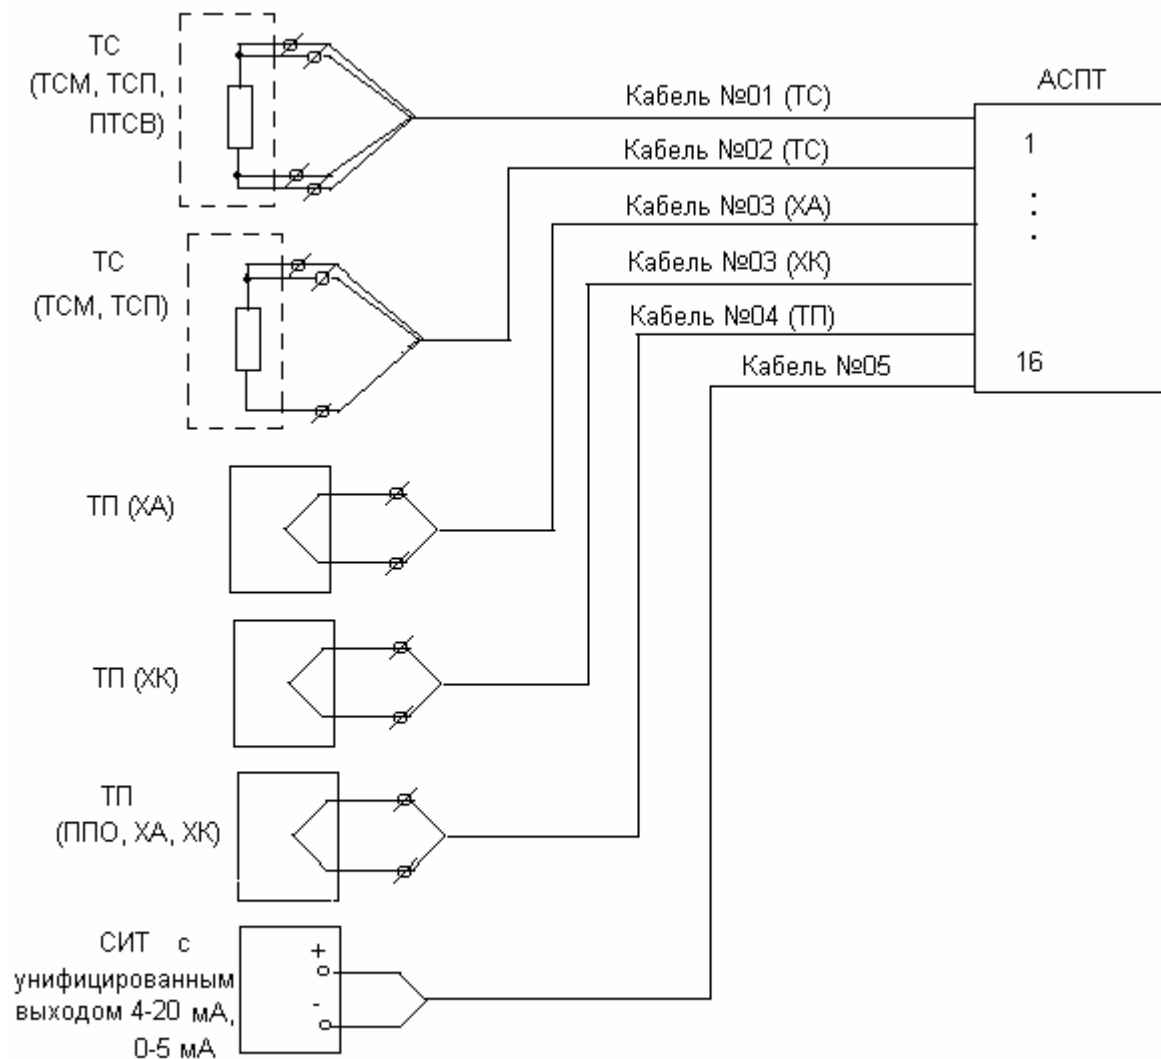 ТС
(ТСМ, ТСП,
ПТСВ)
Кабель №01 (ТС)
АСПТ
1
Кабель №02 (ТС)
Кабель №03 (ХА)
ТС
(ТСМ, ТСП)
Кабель №03 (ХК)
Кабель №04 (ТП)
Кабель №05
16
ТП (ХА)
ТП (ХК)
ТП
(ППО, ХА, ХК)
СИТ с
унифицированным
выходом 4-20 мА,
0-5 мА
+
-